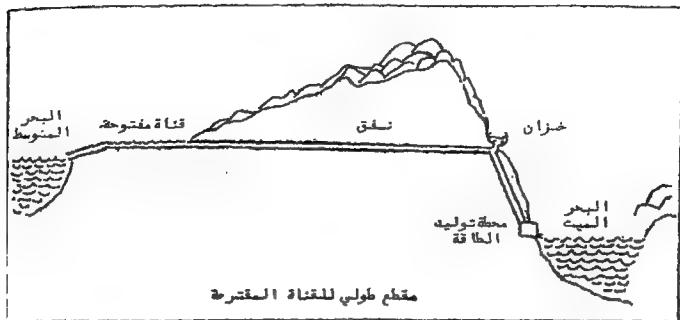 البحر
المتوسط
قناة مفتوحة
نفق
خزان
البحر
الميت
محطة توليد
الطاقة
مقطع طولي للقناة المقترحة